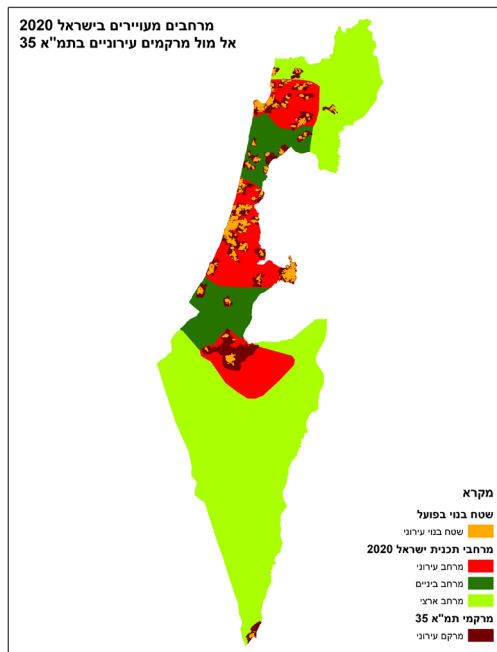 מרחבים מעויירים בישראל 2020
אל מול מרקמים עירוניים בתמ"א 35
מקרא
שטח בנוי בפועל
שטח בנוי עירוני
מרחבי תכנית ישראל 2020
מרחב עירוני
מרחב ביניים
מרחב ארצי
מרקמי תמ"א 35
מרקם עירוני